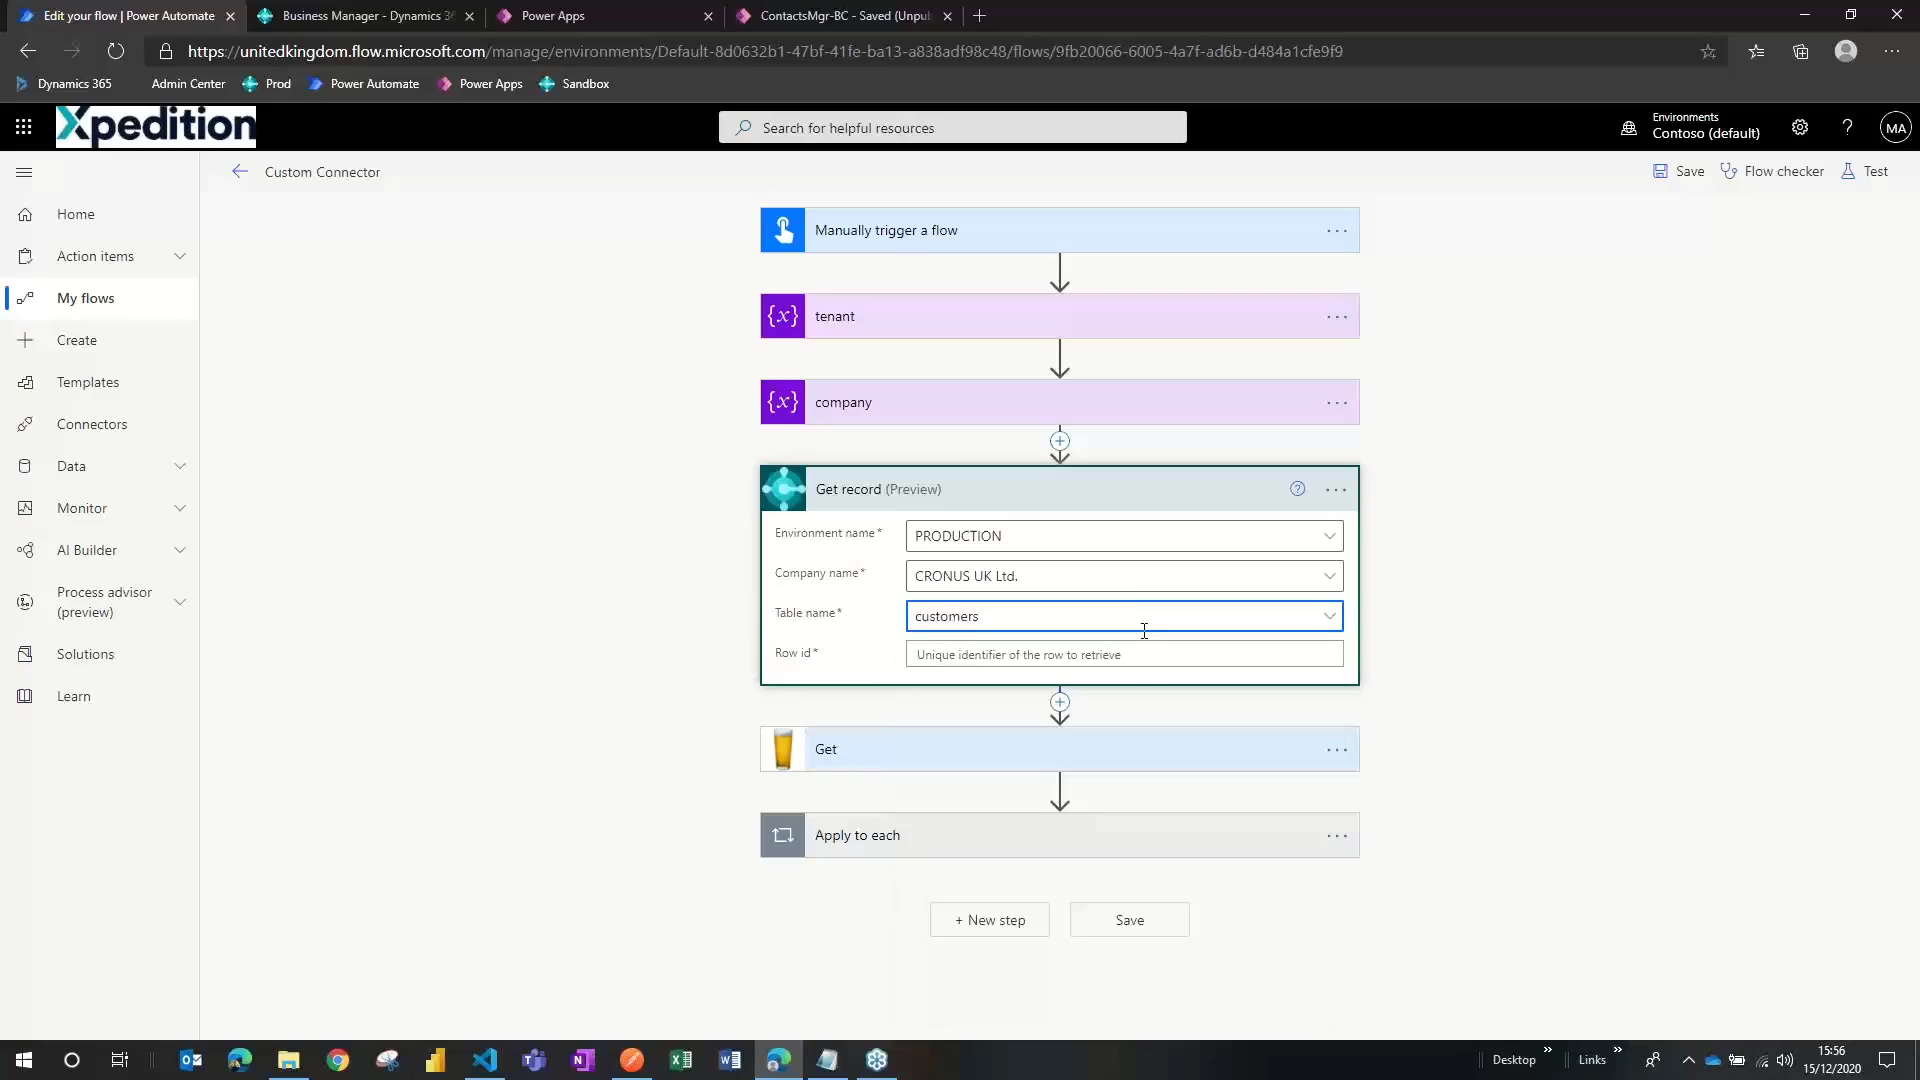 Edit your flow | Power Automate
Business Manager - Dynamics 36
Power Apps
ContactsMgr-BC - Saved (Unpu
https://unitedkingdom.flow.microsoft.com/manage/environments/Default-8d0632b1-47bf-41fe-ba13-a838adf98c48/flows/9fb20066-6005-4a7f-ad6b-d484a1cfe9f9
Dynamics 365
Admin Center
Prod
Power Automate
Power Apps
Sandbox
Xpedition
Search for helpful resources
Environments
Contoso (default)
MA
Custom Connector
Save
Flow checker
Test
Home
Action items
My flows
Create
Templates
Connectors
Data
Monitor
AI Builder
Process advisor
(preview)
Solutions
Learn
Manually trigger a flow
{x} tenant
{x} company
Get record (Preview)
Environment name *
PRODUCTION
Company name *
CRONUS UK Ltd.
Table name *
customers
Row id *
Unique identifier of the row to retrieve
Get
Apply to each
+ New step
Save
Desktop
Links
15:56
15/12/2020